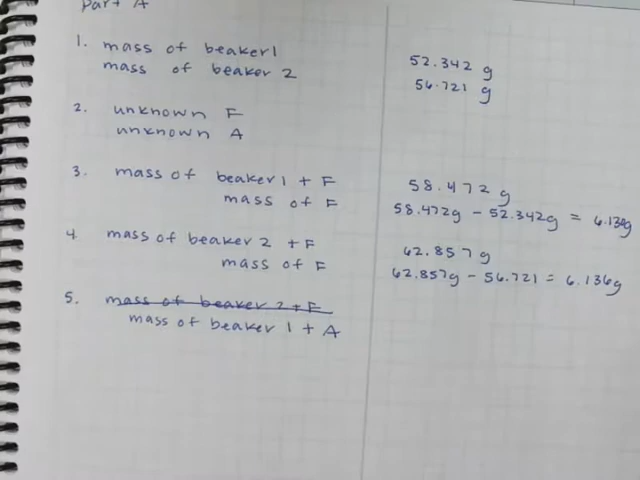 Part A
1. mass of beaker 1 52.342 g
mass of beaker 2 56.721 g
2. unknown F
unknown A
3. mass of beaker 1 + F 58.472 g
mass of F 58.472g - 52.342g = 6.130g
4. mass of beaker 2 + F 62.857 g
mass of F 62.857g - 56.721 = 6.136g
5. mass of beaker 2 + F
mass of beaker 1 + A